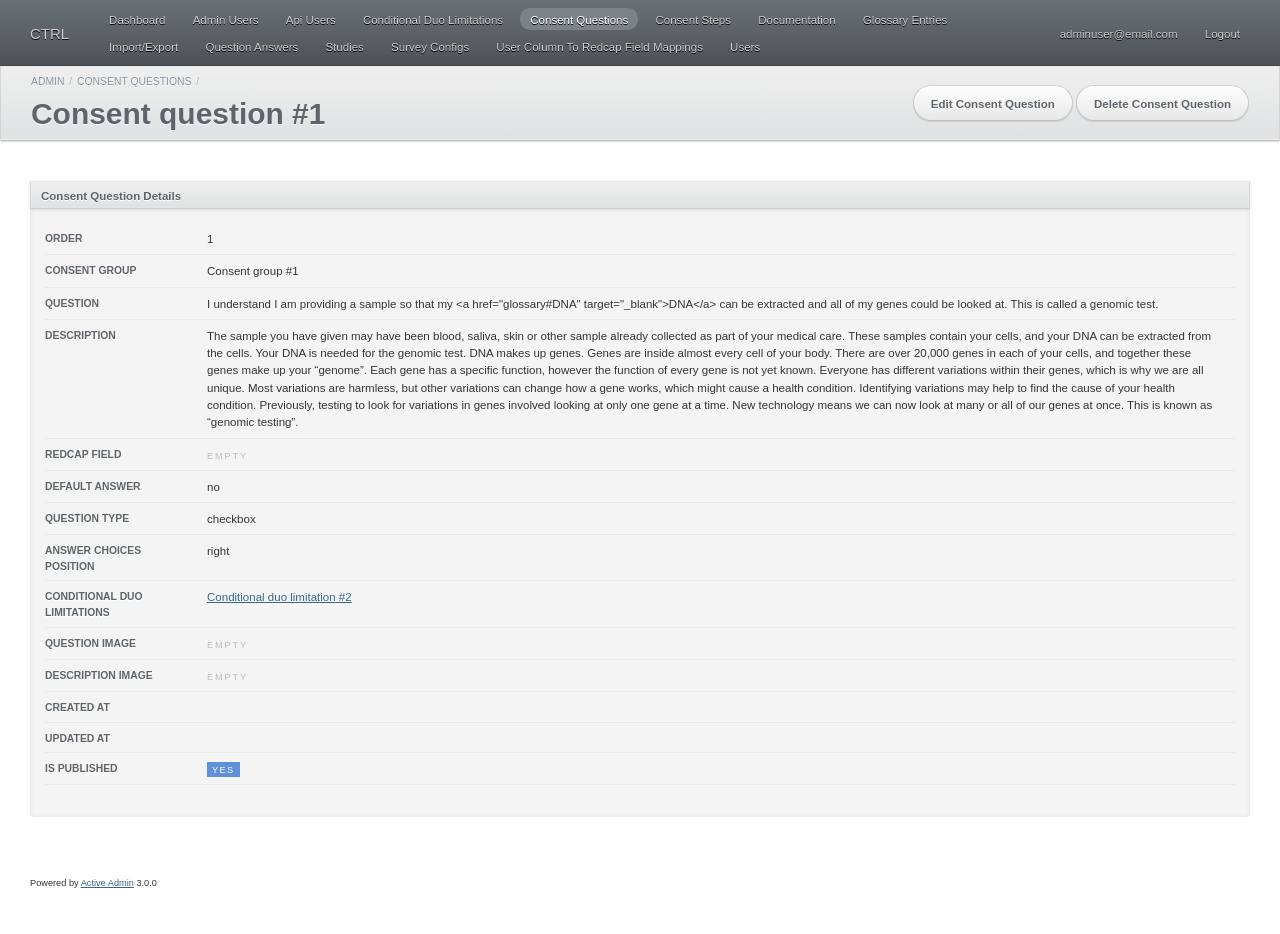 CTRL
Dashboard Admin Users Api Users Conditional Duo Limitations Consent Questions Consent Steps Documentation Glossary Entries
Import/Export Question Answers Studies Survey Configs User Column To Redcap Field Mappings Users
adminuser@email.com Logout
ADMIN / CONSENT QUESTIONS /
Consent question #1
Edit Consent Question Delete Consent Question
Consent Question Details
ORDER 1
CONSENT GROUP Consent group #1
QUESTION I understand I am providing a sample so that my <a href="glossary#DNA" target="_blank">DNA</a> can be extracted and all of my genes could be looked at. This is called a genomic test.
DESCRIPTION The sample you have given may have been blood, saliva, skin or other sample already collected as part of your medical care. These samples contain your cells, and your DNA can be extracted from
the cells. Your DNA is needed for the genomic test. DNA makes up genes. Genes are inside almost every cell of your body. There are over 20,000 genes in each of your cells, and together these
genes make up your “genome”. Each gene has a specific function, however the function of every gene is not yet known. Everyone has different variations within their genes, which is why we are all
unique. Most variations are harmless, but other variations can change how a gene works, which might cause a health condition. Identifying variations may help to find the cause of your health
condition. Previously, testing to look for variations in genes involved looking at only one gene at a time. New technology means we can now look at many or all of our genes at once. This is known as
“genomic testing”.
REDCAP FIELD EMPTY
DEFAULT ANSWER no
QUESTION TYPE checkbox
ANSWER CHOICES right
POSITION
CONDITIONAL DUO Conditional duo limitation #2
LIMITATIONS
QUESTION IMAGE EMPTY
DESCRIPTION IMAGE EMPTY
CREATED AT
UPDATED AT
IS PUBLISHED YES
Powered by Active Admin 3.0.0